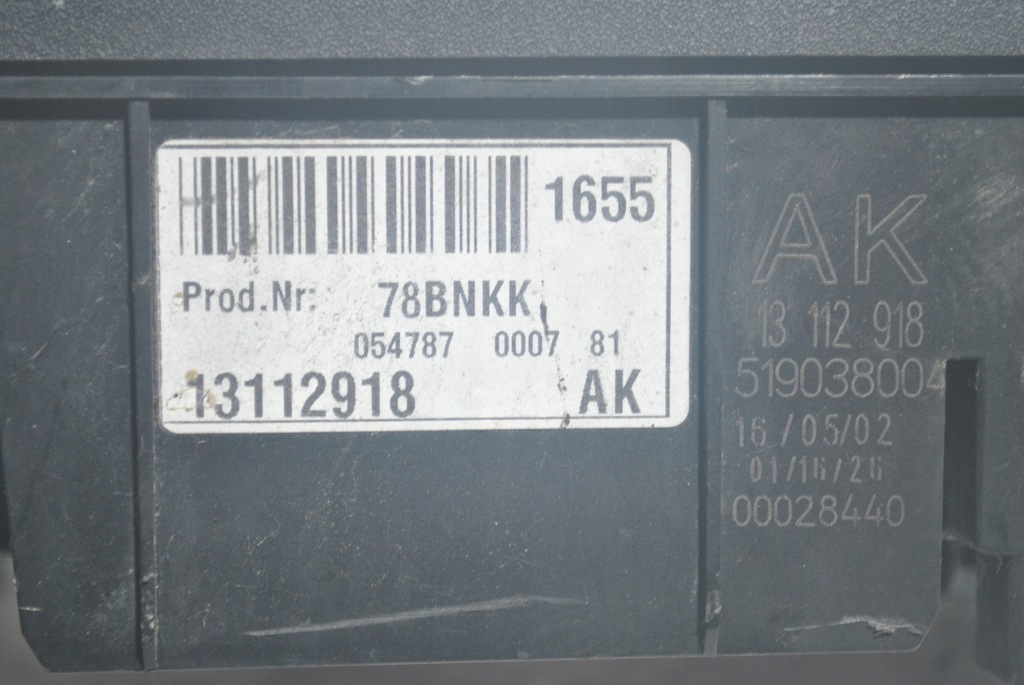 1655
Prod.Nr: 78BNKK
054787 0007 81
13112918 AK
AK
13 112 918
519038004
16/05/02
01/16/26
00028440